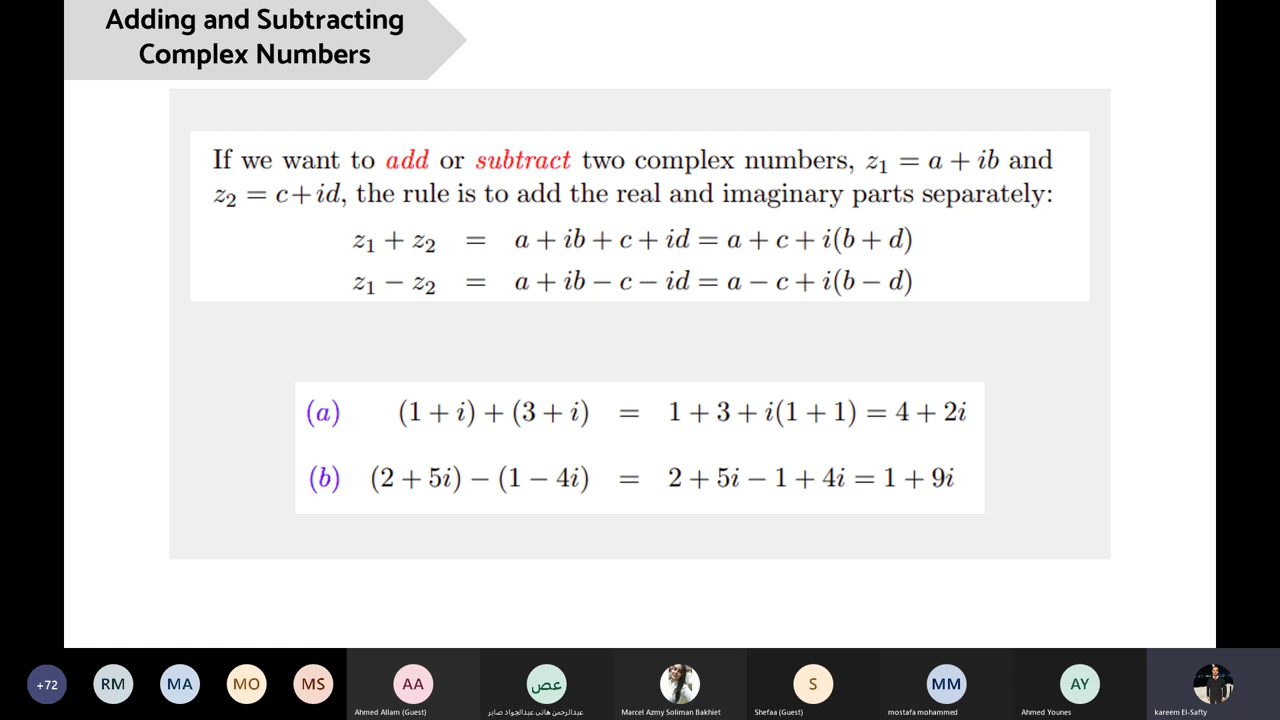 Adding and Subtracting
Complex Numbers
If we want to add or subtract two complex numbers, z₁ = a + ib and
z₂ = c+id, the rule is to add the real and imaginary parts separately:
z₁ + z₂ = a + ib + c + id = a + c + i(b + d)
z₁ − z₂ = a + ib − c − id = a − c + i(b − d)
(a) (1 + i) + (3 + i) = 1 + 3 + i(1 + 1) = 4 + 2i
(b) (2 + 5i) − (1 − 4i) = 2 + 5i − 1 + 4i = 1 + 9i
+72 RM MA MO MS AA عص S MM AY
Ahmed Allam (Guest) عبدالرحمن هانى عبدالجواد صابر Marcel Azmy Soliman Bakhiet Shefaa (Guest) mostafa mohammed Ahmed Younes kareem El-Safty